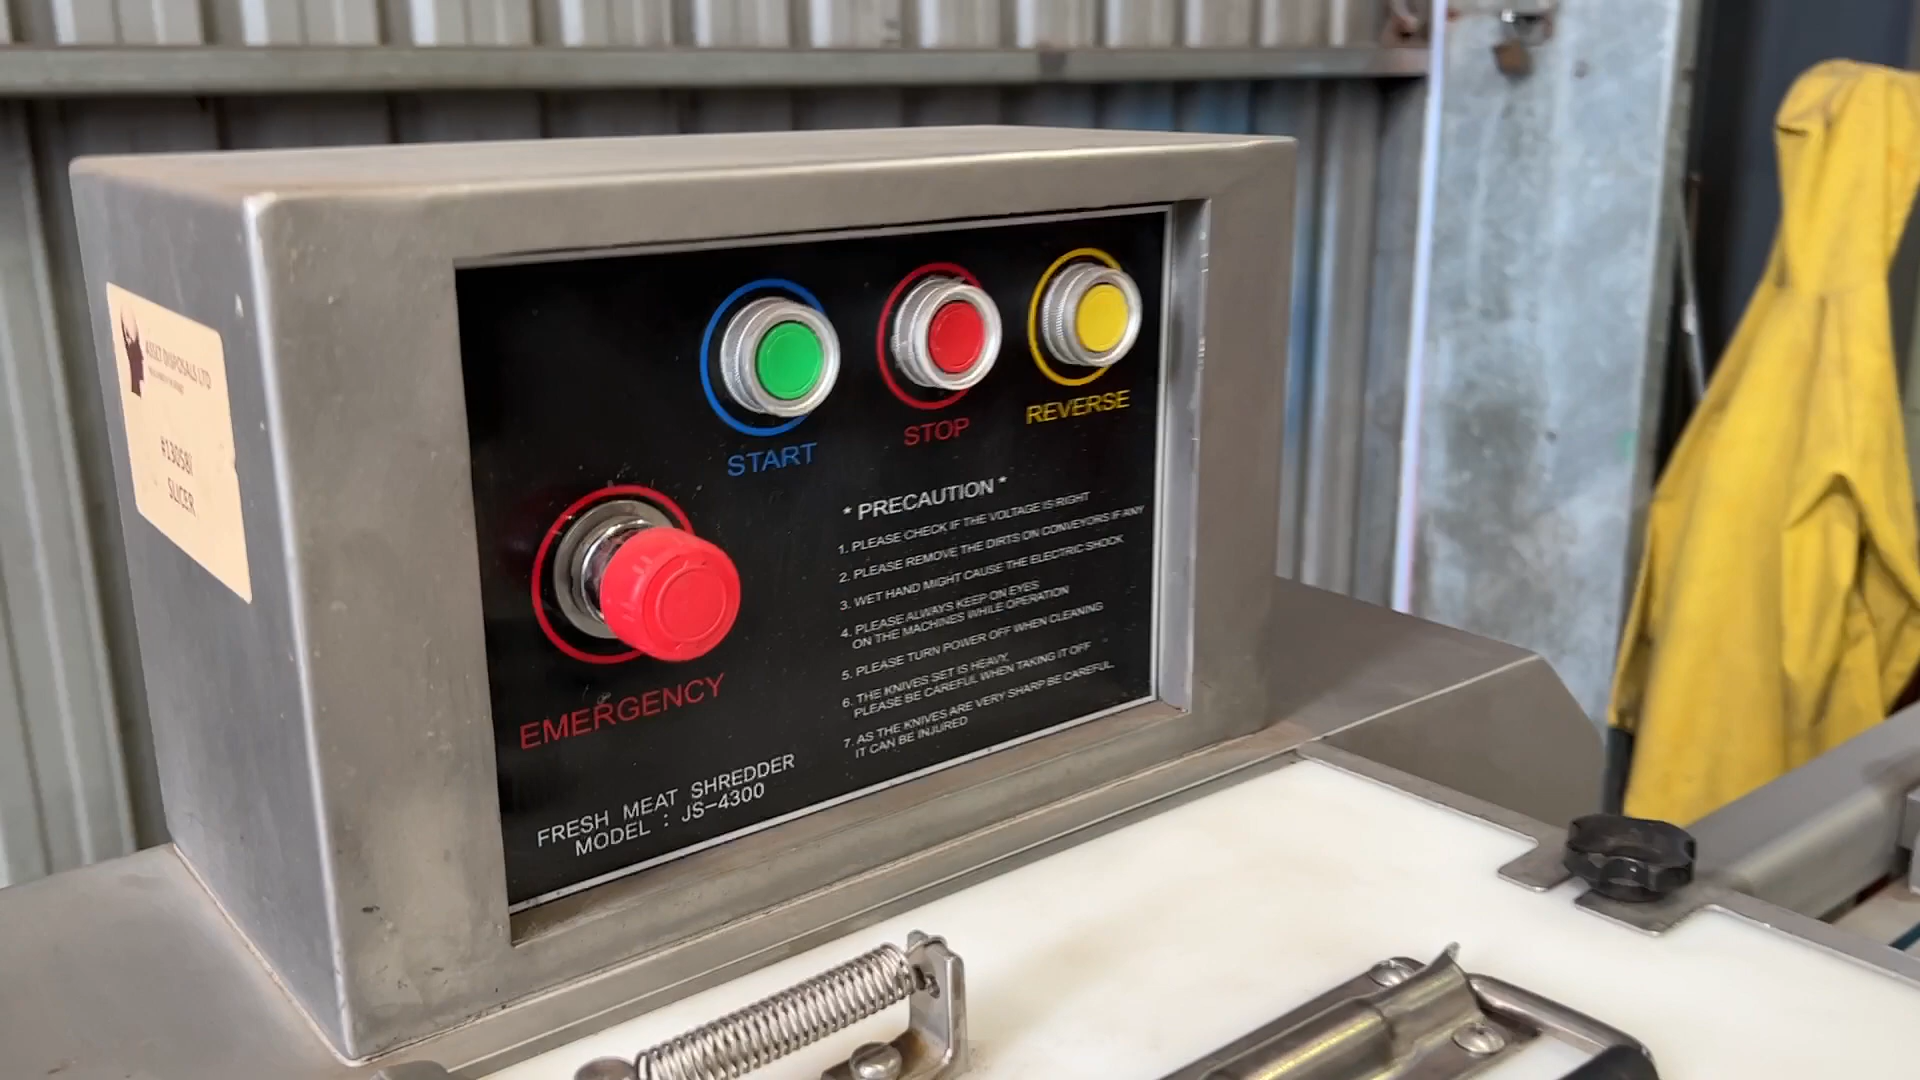 ASSET DISPOSALS LTD
#130581
SLICER
START
STOP
REVERSE
EMERGENCY
FRESH MEAT SHREDDER
MODEL : JS-4300
* PRECAUTION *
1. PLEASE CHECK IF THE VOLTAGE IS RIGHT
2. PLEASE REMOVE THE DIRTS ON CONVEYORS IF ANY
3. WET HAND MIGHT CAUSE THE ELECTRIC SHOCK
4. PLEASE ALWAYS KEEP ON EYES
ON THE MACHINES WHILE OPERATION
5. PLEASE TURN POWER OFF WHEN CLEANING
6. THE KNIVES SET IS HEAVY,
PLEASE BE CAREFUL WHEN TAKING IT OFF
7. AS THE KNIVES ARE VERY SHARP BE CAREFUL,
IT CAN BE INJURED